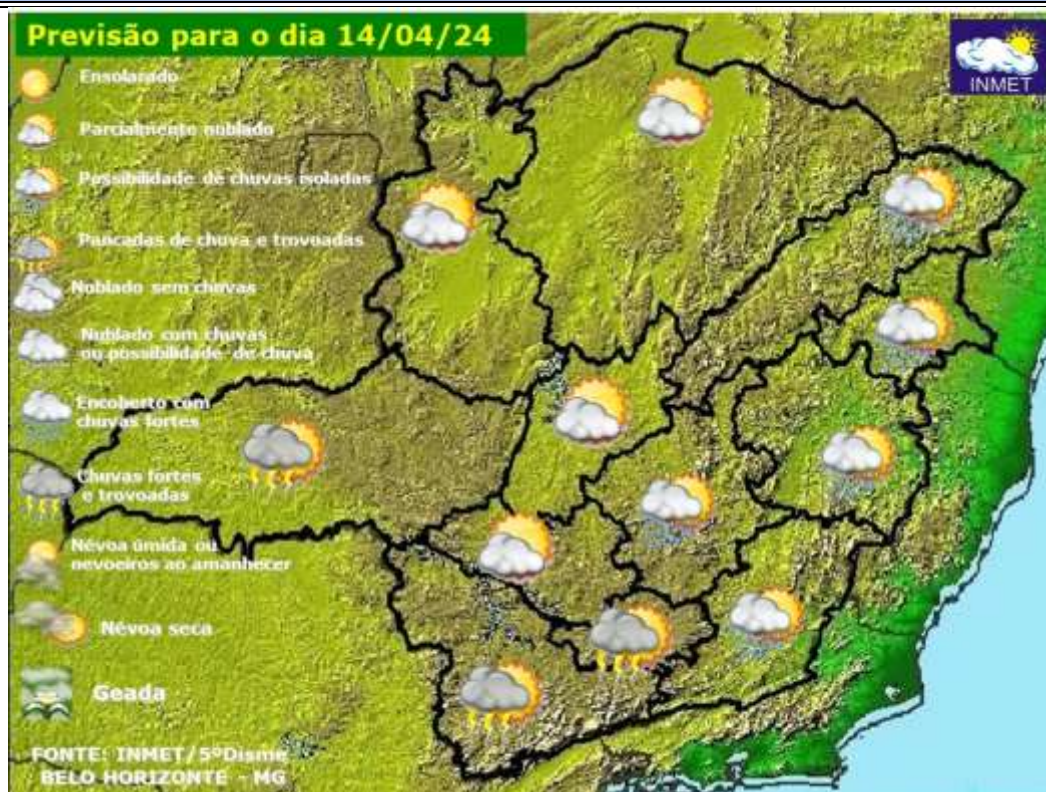 Previsão para o dia 14/04/24
INMET
Ensolarado
Parcialmente nublado
Possibilidade de chuvas isoladas
Pancadas de chuva e trovoadas
Noblado sem chuvas
Nublado com chuvas
ou possibilidade de chuva
Encoberto com
chuvas fortes
Chuvas fortes
e trovoadas
Névoa úmida ou
nevoeiros ao amanhecer
Névoa seca
Geada
FONTE: INMET/5ºDisme
BELO HORIZONTE - MG